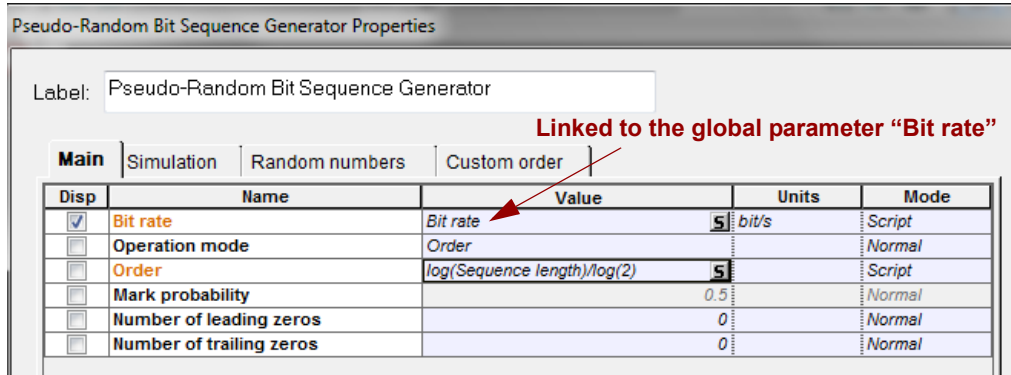 Pseudo-Random Bit Sequence Generator Properties
Label: Pseudo-Random Bit Sequence Generator
Linked to the global parameter “Bit rate”
Main Simulation Random numbers Custom order
Disp Name Value Units Mode
Bit rate Bit rate S bit/s Script
Operation mode Order Normal
Order log(Sequence length)/log(2) S Script
Mark probability 0.5 Normal
Number of leading zeros 0 Normal
Number of trailing zeros 0 Normal